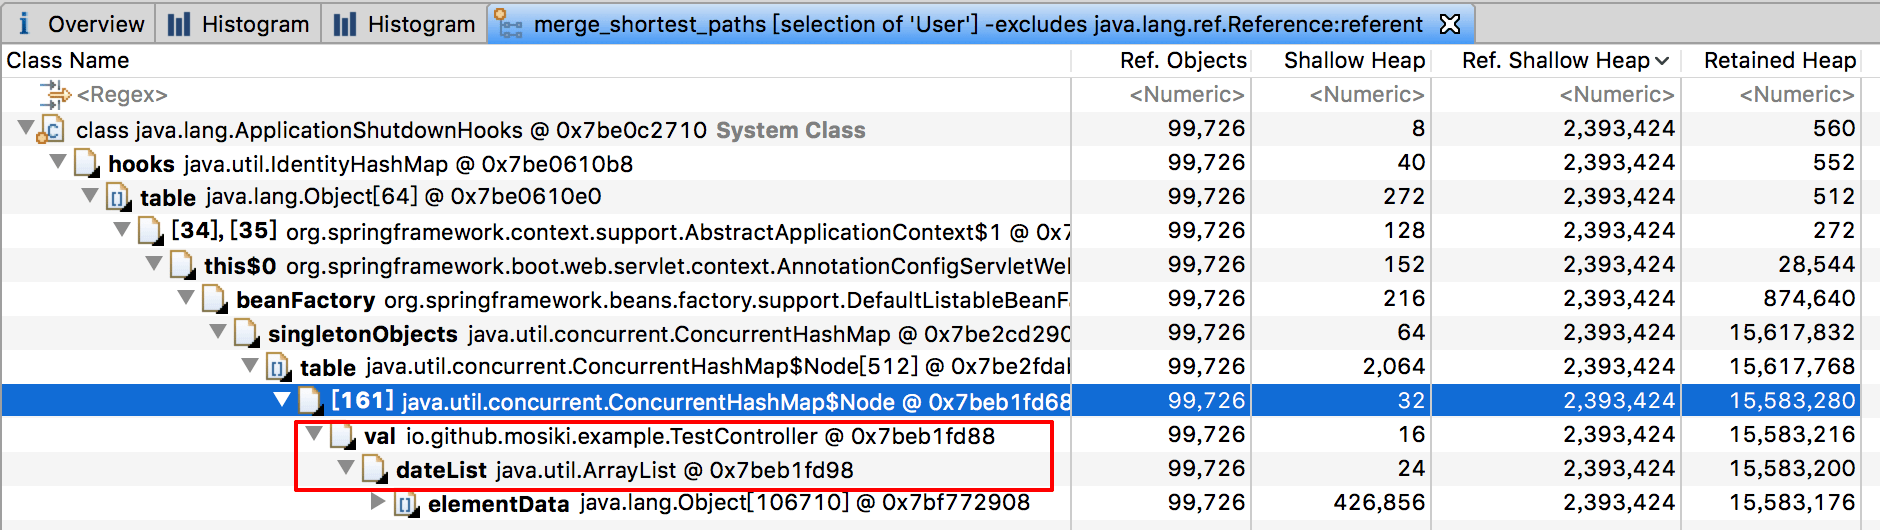 i Overview Histogram Histogram merge_shortest_paths [selection of 'User'] -excludes java.lang.ref.Reference:referent
Class Name Ref. Objects Shallow Heap Ref. Shallow Heap Retained Heap
<Regex> <Numeric> <Numeric> <Numeric> <Numeric>
class java.lang.ApplicationShutdownHooks @ 0x7be0c2710 System Class 99,726 8 2,393,424 560
hooks java.util.IdentityHashMap @ 0x7be0610b8 99,726 40 2,393,424 552
table java.lang.Object[64] @ 0x7be0610e0 99,726 272 2,393,424 512
[34], [35] org.springframework.context.support.AbstractApplicationContext$1 @ 0x7 99,726 128 2,393,424 272
this$0 org.springframework.boot.web.servlet.context.AnnotationConfigServletWel 99,726 152 2,393,424 28,544
beanFactory org.springframework.beans.factory.support.DefaultListableBeanFa 99,726 216 2,393,424 874,640
singletonObjects java.util.concurrent.ConcurrentHashMap @ 0x7be2cd290 99,726 64 2,393,424 15,617,832
table java.util.concurrent.ConcurrentHashMap$Node[512] @ 0x7be2fdab 99,726 2,064 2,393,424 15,617,768
[161] java.util.concurrent.ConcurrentHashMap$Node @ 0x7beb1fd68 99,726 32 2,393,424 15,583,280
val io.github.mosiki.example.TestController @ 0x7beb1fd88 99,726 16 2,393,424 15,583,216
dateList java.util.ArrayList @ 0x7beb1fd98 99,726 24 2,393,424 15,583,200
elementData java.lang.Object[106710] @ 0x7bf772908 99,726 426,856 2,393,424 15,583,176